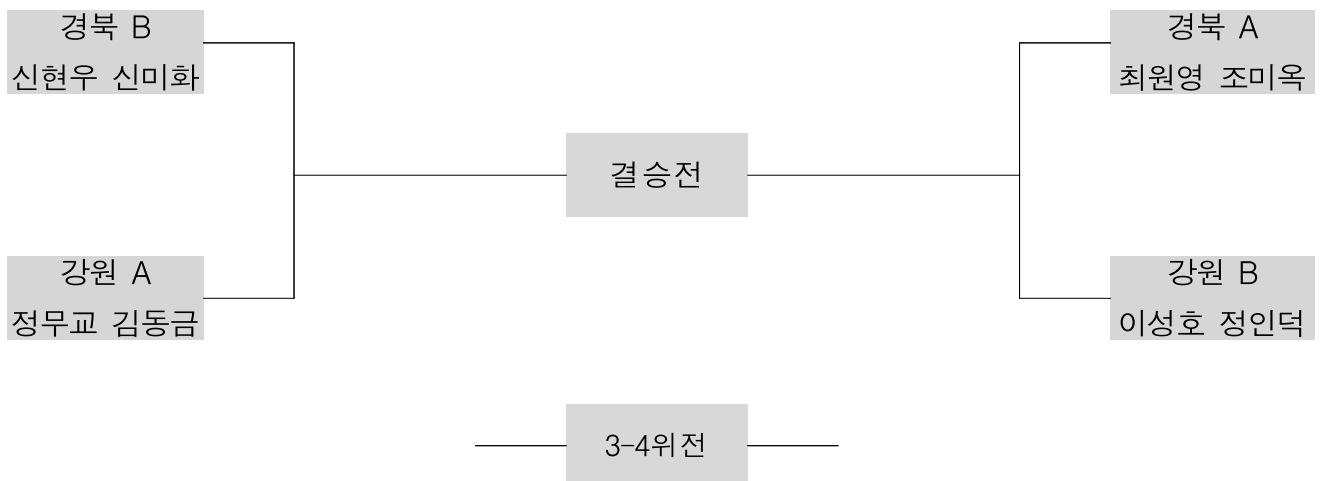 경북 B
신현우 신미화
경북 A
최원영 조미옥
결승전
강원 A
정무교 김동금
강원 B
이성호 정인덕
3-4위전